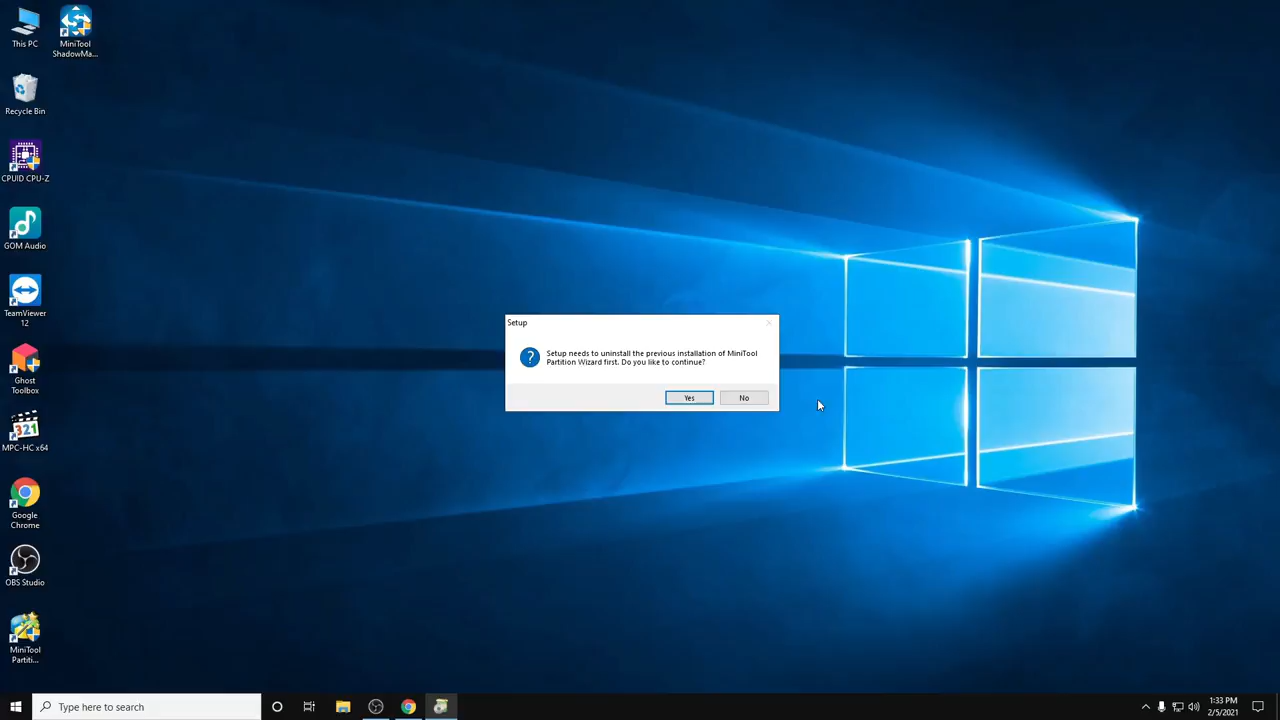 This PC
MiniTool
ShadowMa...
Recycle Bin
CPUID CPU-Z
GOM Audio
TeamViewer
12
Ghost
Toolbox
321
MPC-HC x64
Google
Chrome
OBS Studio
MiniTool
Partiti...
Setup
Setup needs to uninstall the previous installation of MiniTool
Partition Wizard first. Do you like to continue?
Yes
No
Type here to search
1:33 PM
2/5/2021